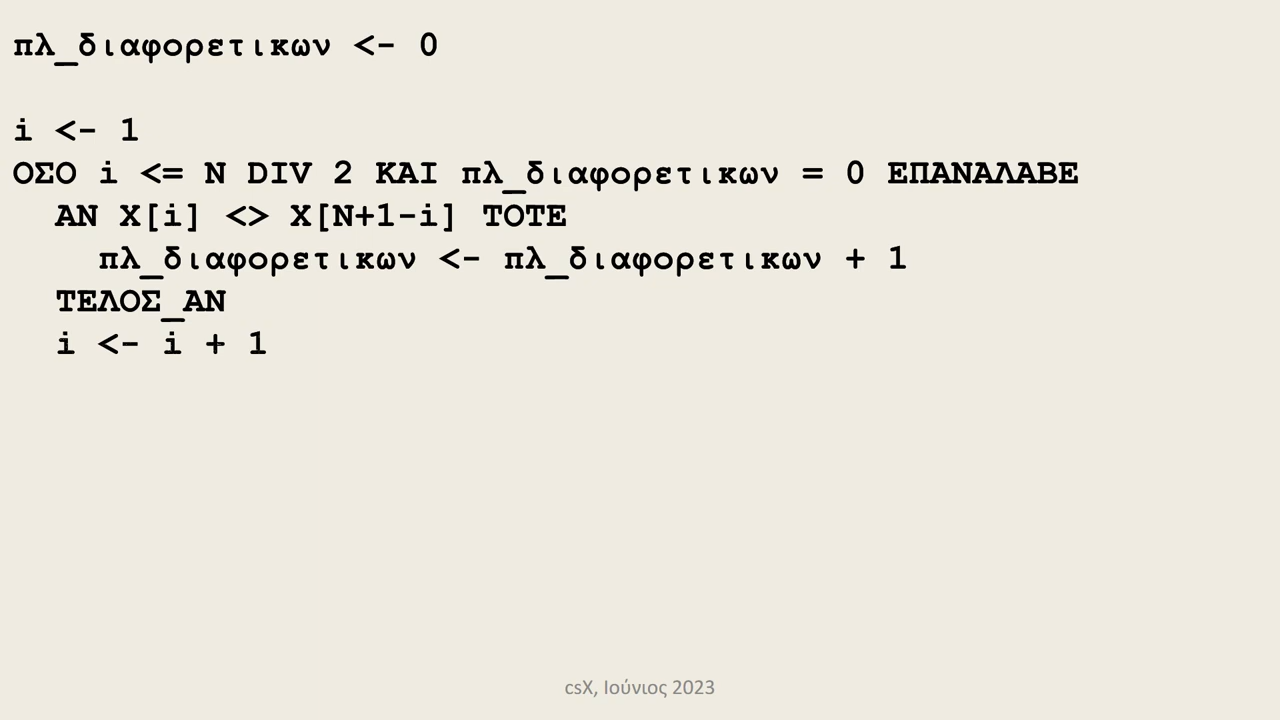 πλ_διαφορετικων <- 0
i <- 1
ΟΣΟ i <= N DIV 2 ΚΑΙ πλ_διαφορετικων = 0 ΕΠΑΝΑΛΑΒΕ
ΑΝ X[i] <> X[N+1-i] ΤΟΤΕ
πλ_διαφορετικων <- πλ_διαφορετικων + 1
ΤΕΛΟΣ_ΑΝ
i <- i + 1
csX, Ιούνιος 2023